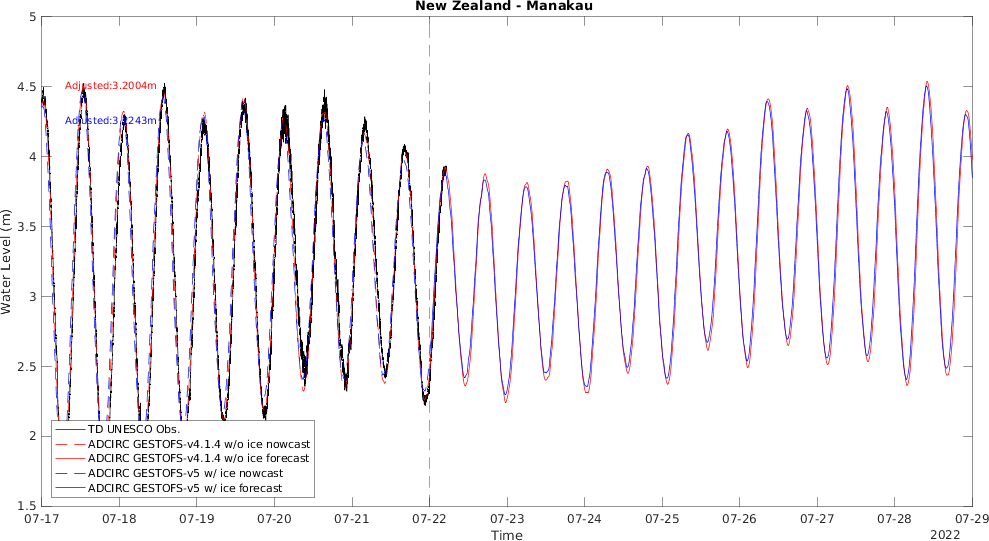 New Zealand - Manakau
Water Level (m)
5
4.5
4
3.5
3
2.5
2
1.5
Adjusted:3.2004m
Adjusted:3.2243m
TD UNESCO Obs.
ADCIRC GESTOFS-v4.1.4 w/o ice nowcast
ADCIRC GESTOFS-v4.1.4 w/o ice forecast
ADCIRC GESTOFS-v5 w/ ice nowcast
ADCIRC GESTOFS-v5 w/ ice forecast
07-17 07-18 07-19 07-20 07-21 07-22 07-23 07-24 07-25 07-26 07-27 07-28 07-29
Time
2022